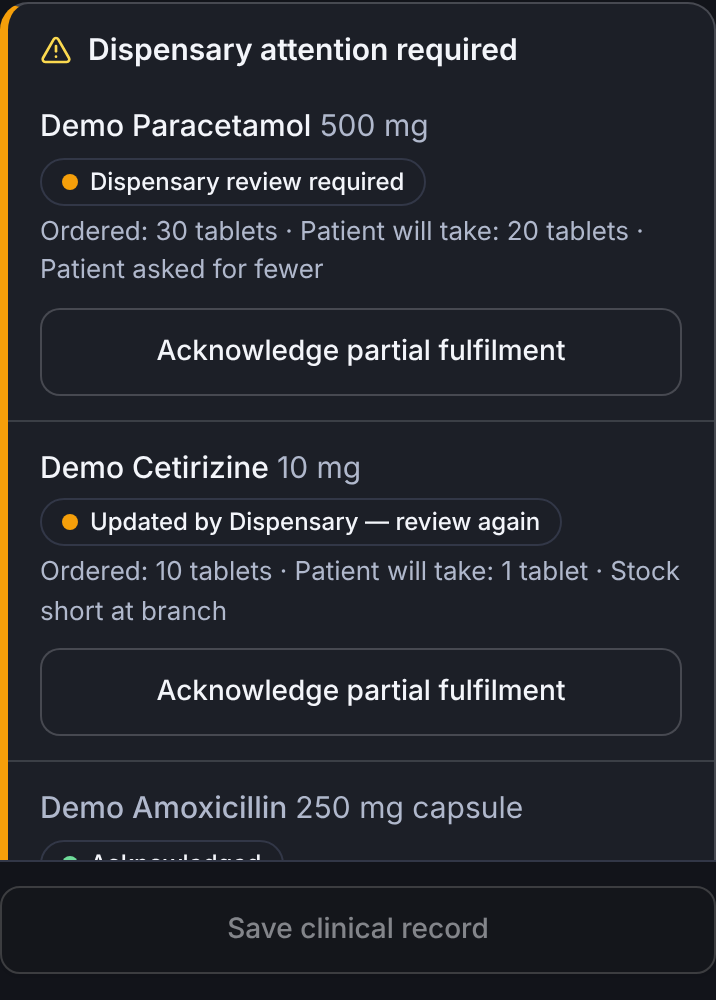 Dispensary attention required
Demo Paracetamol 500 mg
Dispensary review required
Ordered: 30 tablets · Patient will take: 20 tablets ·
Patient asked for fewer
Acknowledge partial fulfilment
Demo Cetirizine 10 mg
Updated by Dispensary — review again
Ordered: 10 tablets · Patient will take: 1 tablet · Stock
short at branch
Acknowledge partial fulfilment
Demo Amoxicillin 250 mg capsule
Acknowledged
Save clinical record